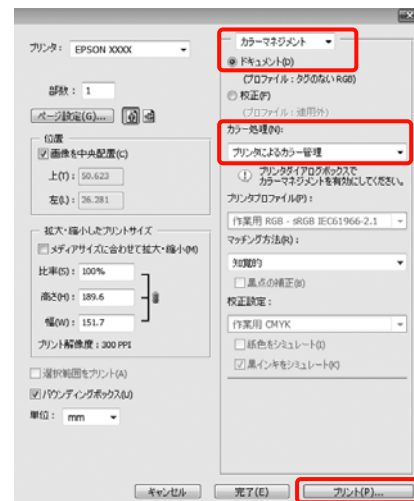 プリンタ： EPSON XXXX
部数： 1
ページ設定(G)...
位置
画像を中央配置(C)
上(T)： 50.623
左(L)： 26.281
拡大・縮小したプリントサイズ
メディアサイズに合わせて拡大・縮小(M)
比率(S)： 100%
高さ(H)： 189.6
幅(W)： 151.7
プリント解像度：300 PPI
選択範囲をプリント(A)
バウンディングボックス(U)
単位： mm
カラーマネジメント
ドキュメント(D)
(プロファイル：タグのない RGB)
校正(F)
(プロファイル：適用外)
カラー処理(N)：
プリンタによるカラー管理
プリンタダイアログボックスで
カラーマネジメントを有効にしてください。
プリンタプロファイル(P)：
作業用 RGB - sRGB IEC61966-2.1
マッチング方法(R)：
知覚的
黒点の補正(B)
校正設定：
作業用 CMYK
紙色をシミュレート(I)
黒インキをシミュレート(K)
キャンセル
完了(E)
プリント(P)...